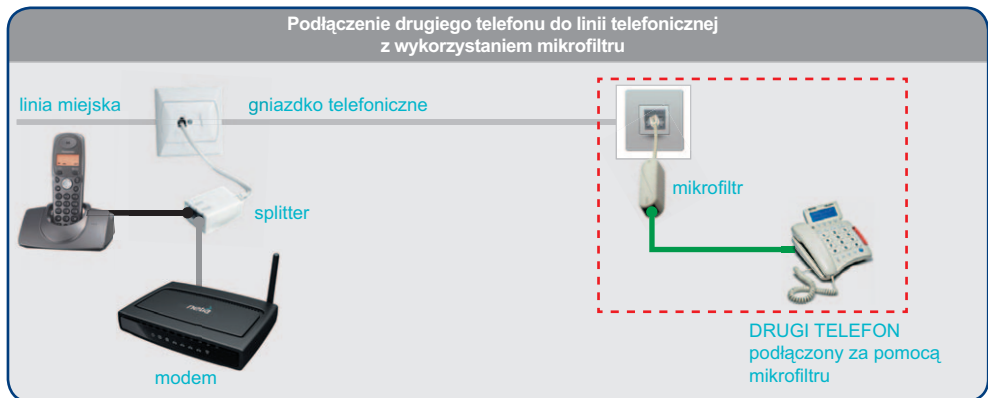 Podłączenie drugiego telefonu do linii telefonicznej
z wykorzystaniem mikrofiltru
linia miejska
gniazdko telefoniczne
mikrofiltr
splitter
netia
modem
DRUGI TELEFON
podłączony za pomocą
mikrofiltru